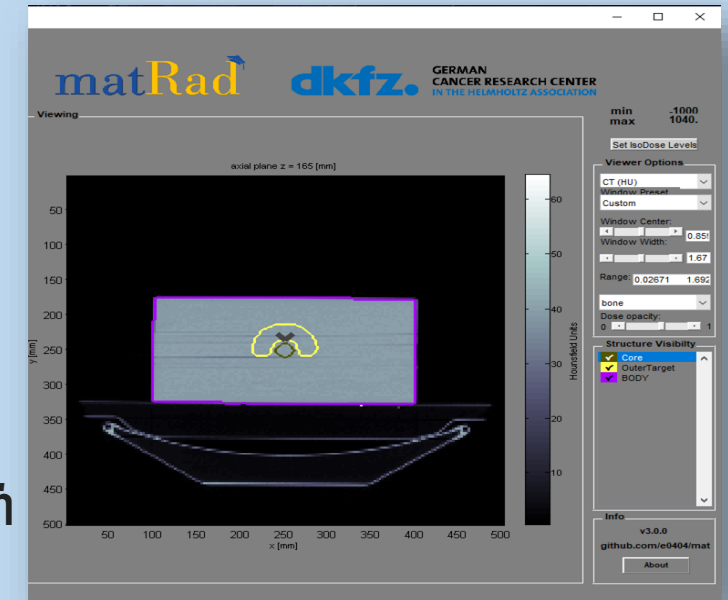 matRad
dkfz.
GERMAN
CANCER RESEARCH CENTER
IN THE HELMHOLTZ ASSOCIATION
Viewing
min -1000
max 1040.
Set IsoDose Levels
Viewer Options
CT (HU)
Window Preset
Custom
Window Center:
0.859
Window Width:
1.67
Range: 0.02671 1.692
bone
Dose opacity:
0 1
Structure Visibilty
Core
OuterTarget
BODY
Info
v3.0.0
github.com/e0404/mat
About
axial plane z = 165 [mm]
y [mm]
50
100
150
200
250
300
350
400
450
500
50 100 150 200 250 300 350 400 450 500
x [mm]
60
50
40
30
20
10
Hounsfield Units
ή